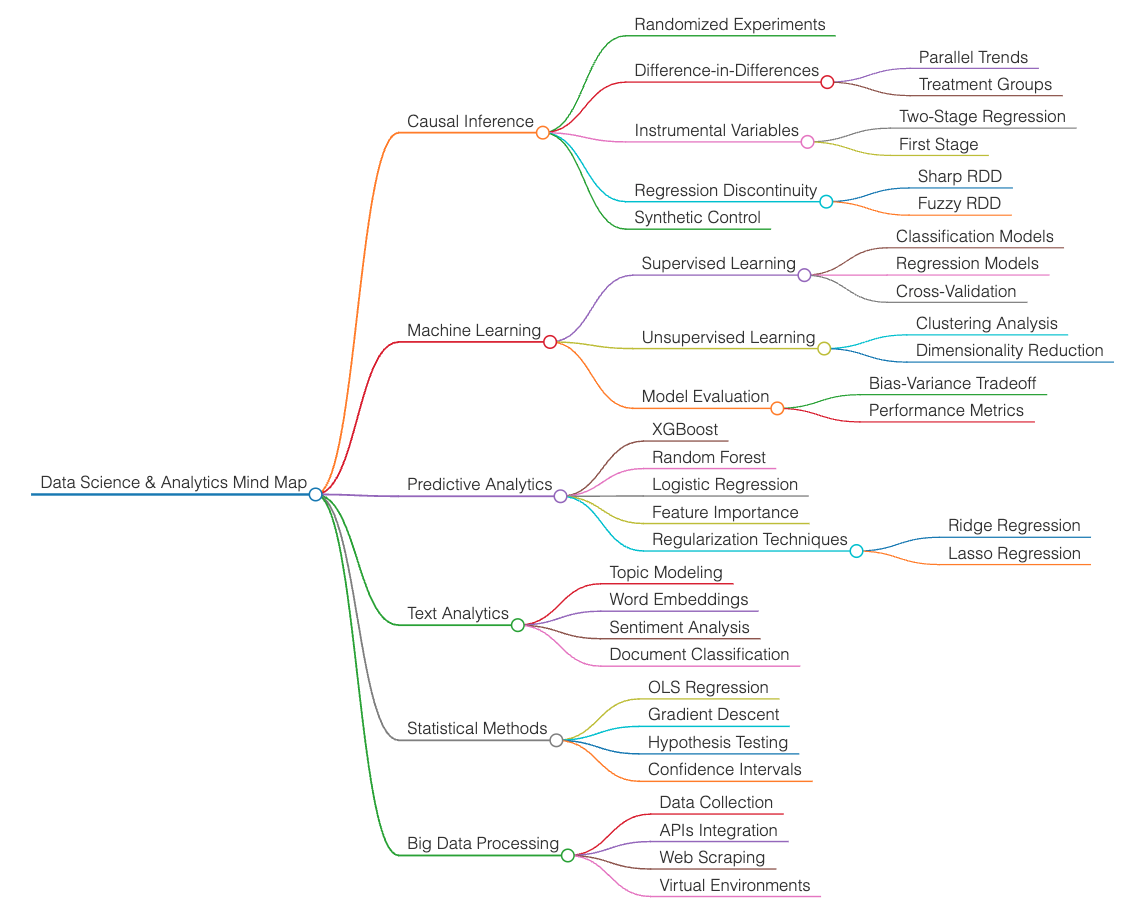 Data Science & Analytics Mind Map
Causal Inference
Randomized Experiments
Difference-in-Differences
Parallel Trends
Treatment Groups
Instrumental Variables
Two-Stage Regression
First Stage
Regression Discontinuity
Sharp RDD
Fuzzy RDD
Synthetic Control
Machine Learning
Supervised Learning
Classification Models
Regression Models
Cross-Validation
Unsupervised Learning
Clustering Analysis
Dimensionality Reduction
Model Evaluation
Bias-Variance Tradeoff
Performance Metrics
Predictive Analytics
XGBoost
Random Forest
Logistic Regression
Feature Importance
Regularization Techniques
Ridge Regression
Lasso Regression
Text Analytics
Topic Modeling
Word Embeddings
Sentiment Analysis
Document Classification
Statistical Methods
OLS Regression
Gradient Descent
Hypothesis Testing
Confidence Intervals
Big Data Processing
Data Collection
APIs Integration
Web Scraping
Virtual Environments